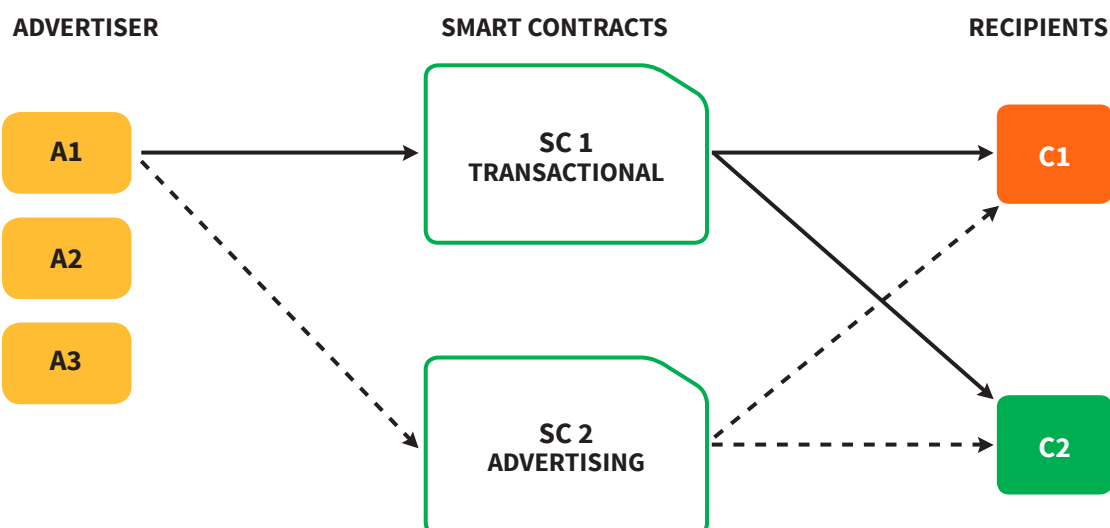 ADVERTISER
SMART CONTRACTS
RECIPIENTS
A1
A2
A3
SC 1
TRANSACTIONAL
SC 2
ADVERTISING
C1
C2